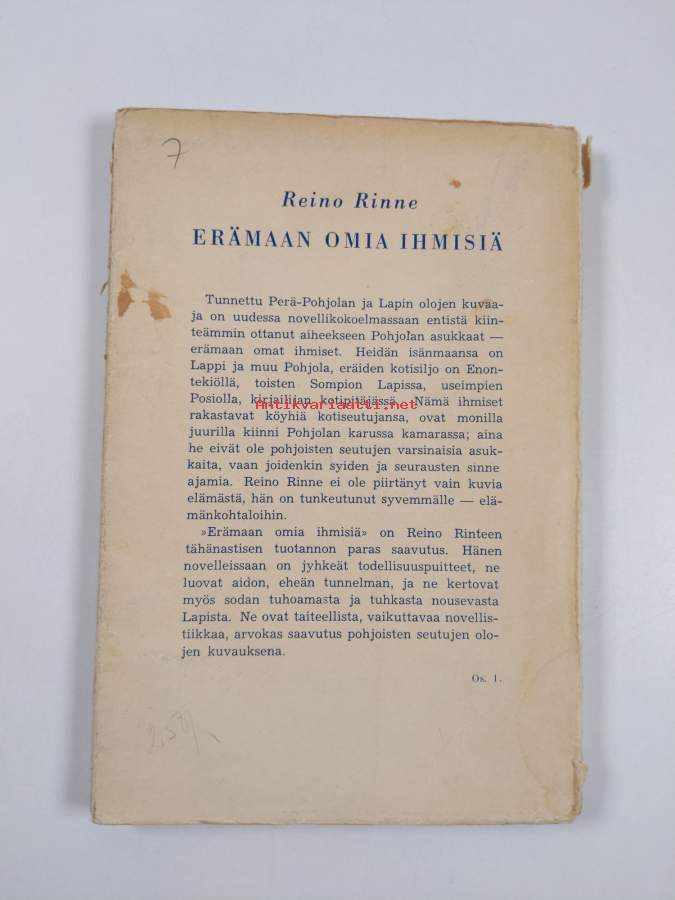 7
Reino Rinne
ERÄMAAN OMIA IHMISIÄ
Tunnettu Perä-Pohjolan ja Lapin olojen kuvaa-
ja on uudessa novellikokoelmassaan entistä kiin-
teämmin ottanut aiheekseen Pohjolan asukkaat —
erämaan omat ihmiset. Heidän isänmaansa on
Lappi ja muu Pohjola, eräiden kotisiljo on Enon-
tekiöllä, toisten Sompion Lapissa, useimpien
Posiolla, kirjailijan kotipitäjässä. Nämä ihmiset
Antikvariaatti.net
rakastavat köyhiä kotiseutujansa, ovat monilla
juurilla kiinni Pohjolan karussa kamarassa; aina
he eivät ole pohjoisten seutujen varsinaisia asuk-
kaita, vaan joidenkin syiden ja seurausten sinne
ajamia. Reino Rinne ei ole piirtänyt vain kuvia
elämästä, hän on tunkeutunut syvemmälle — elä-
mänkohtaloihin.
»Erämaan omia ihmisiä» on Reino Rinteen
tähänastisen tuotannon paras saavutus. Hänen
novelleissaan on jyhkeät todellisuuspuitteet, ne
luovat aidon, eheän tunnelman, ja ne kertovat
myös sodan tuhoamasta ja tuhkasta nousevasta
Lapista. Ne ovat taiteellista, vaikuttavaa novellis-
tiikkaa, arvokas saavutus pohjoisten seutujen olo-
jen kuvauksena.
Os. 1.